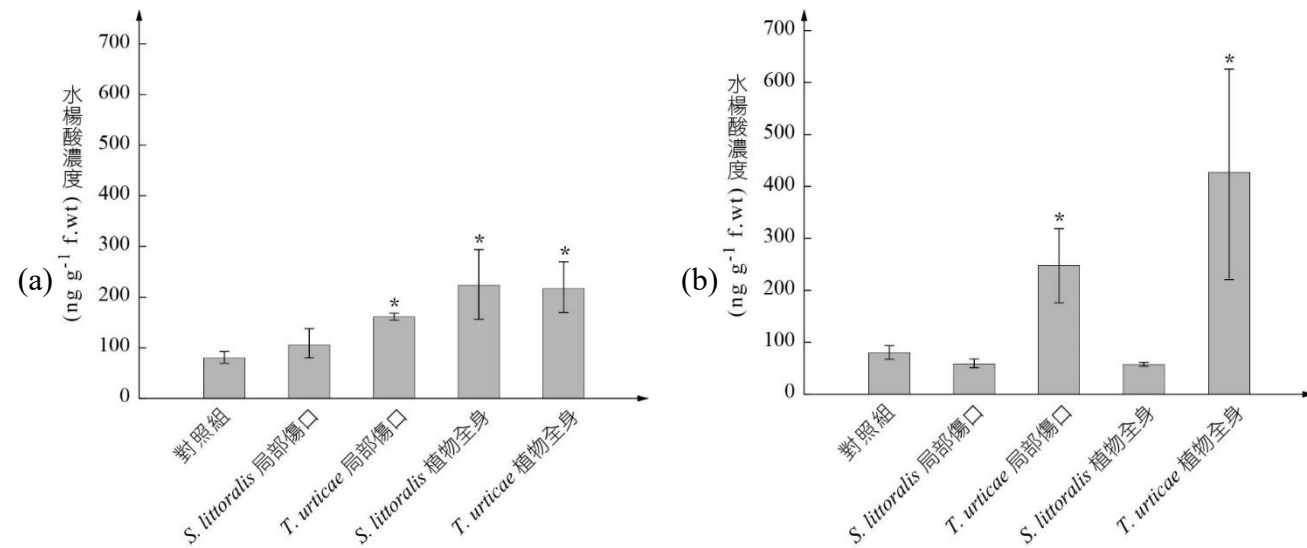 (a)
水楊酸濃度
(ng g⁻¹ f.wt)
700
600
500
400
300
200
100
0
*
*
*
對照組
S. littoralis 局部傷口
T. urticae 局部傷口
S. littoralis 植物全身
T. urticae 植物全身
(b)
水楊酸濃度
(ng g⁻¹ f.wt)
700
600
500
400
300
200
100
0
*
*
對照組
S. littoralis 局部傷口
T. urticae 局部傷口
S. littoralis 植物全身
T. urticae 植物全身